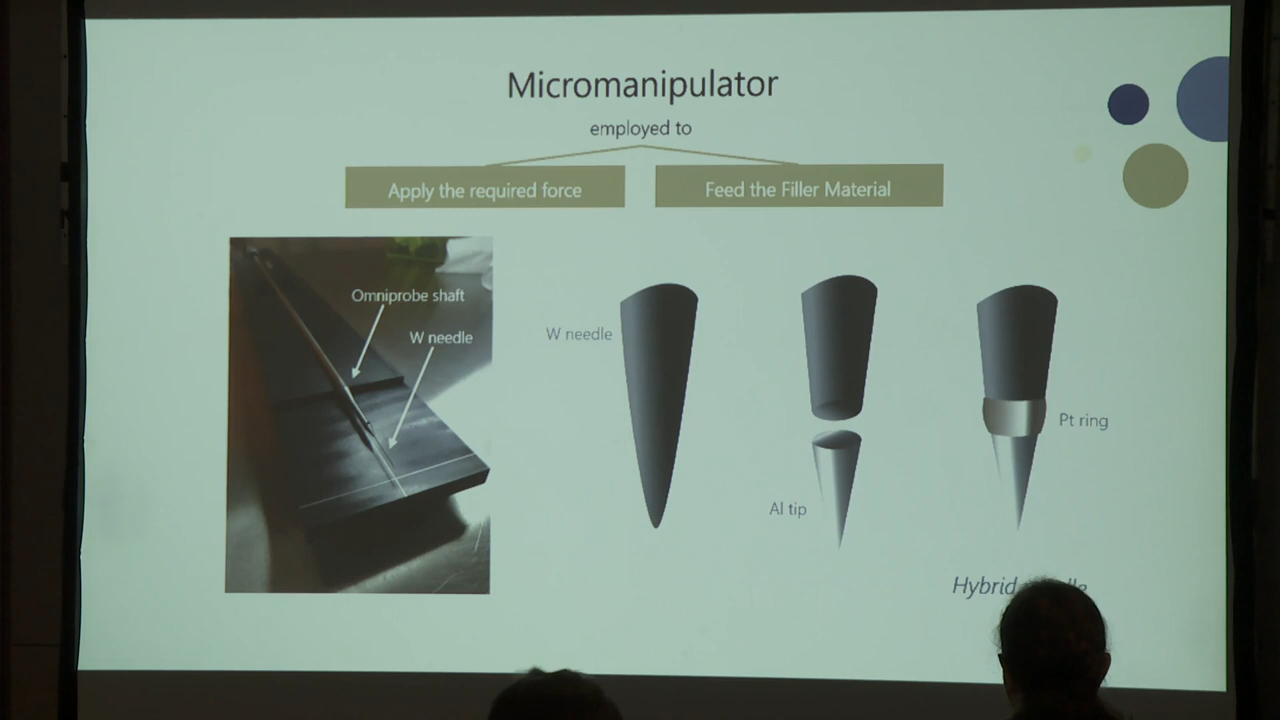 Micromanipulator
employed to
Apply the required force
Feed the Filler Material
Omniprobe shaft
W needle
W needle
Al tip
Pt ring
Hybrid